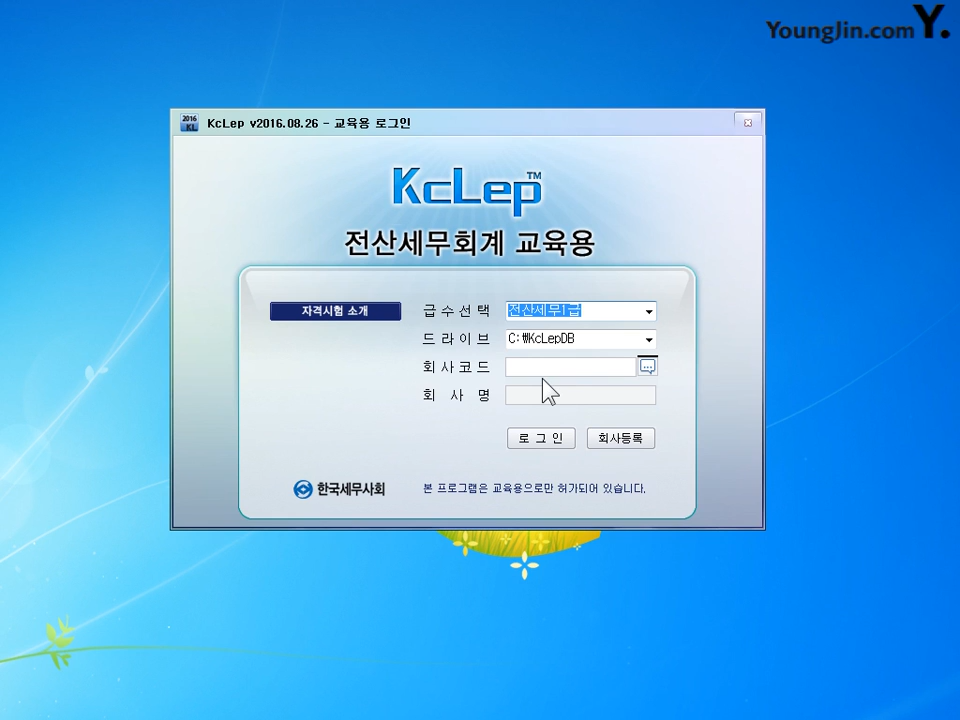 YoungJin.com Y.
2016 KL KcLep v2016.08.26 - 교육용 로그인
KcLep™
전산세무회계 교육용
자격시험 소개
급 수 선 택 전산세무1급
드 라 이 브 C:₩KcLepDB
회 사 코 드
회 사 명
로 그 인 회사등록
한국세무사회 본 프로그램은 교육용으로만 허가되어 있습니다.